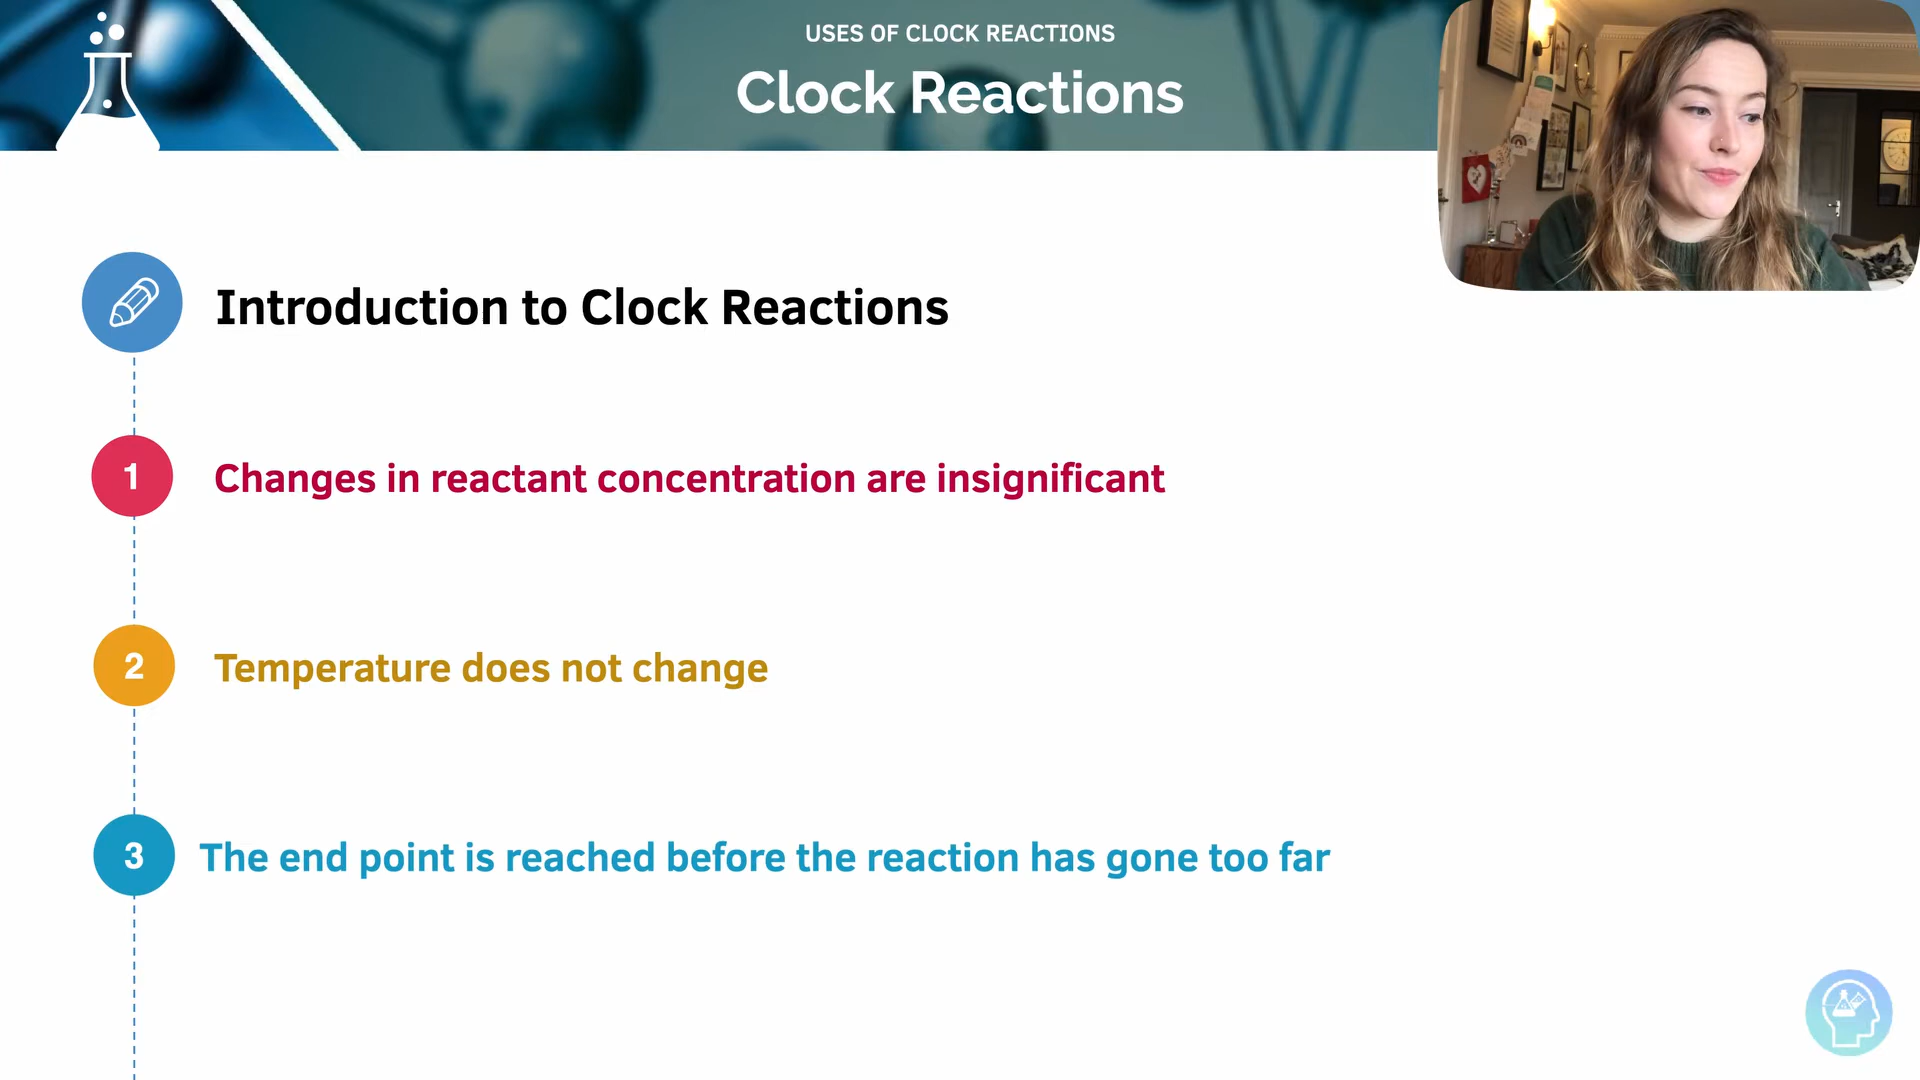 USES OF CLOCK REACTIONS
Clock Reactions
Introduction to Clock Reactions
1
Changes in reactant concentration are insignificant
2
Temperature does not change
3
The end point is reached before the reaction has gone too far